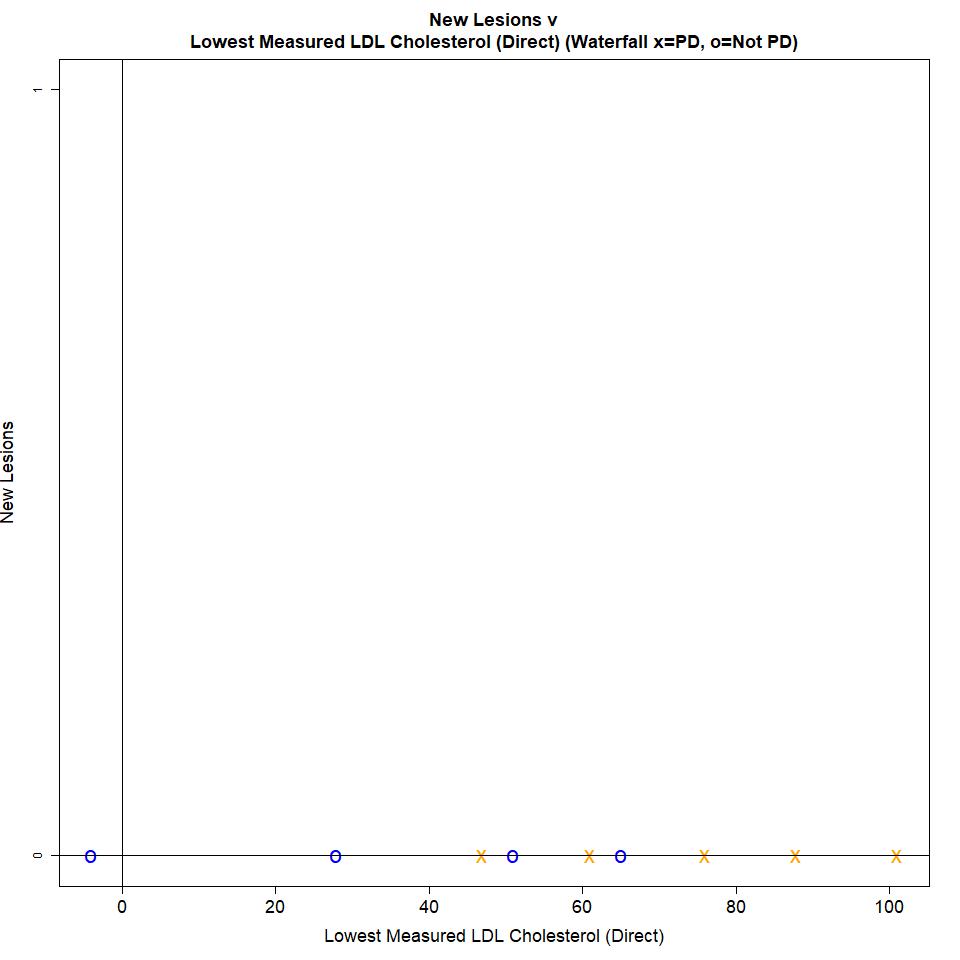 New Lesions v
Lowest Measured LDL Cholesterol (Direct) (Waterfall x=PD, o=Not PD)
1
New Lesions
0
o o x o x o x x x
0 20 40 60 80 100
Lowest Measured LDL Cholesterol (Direct)